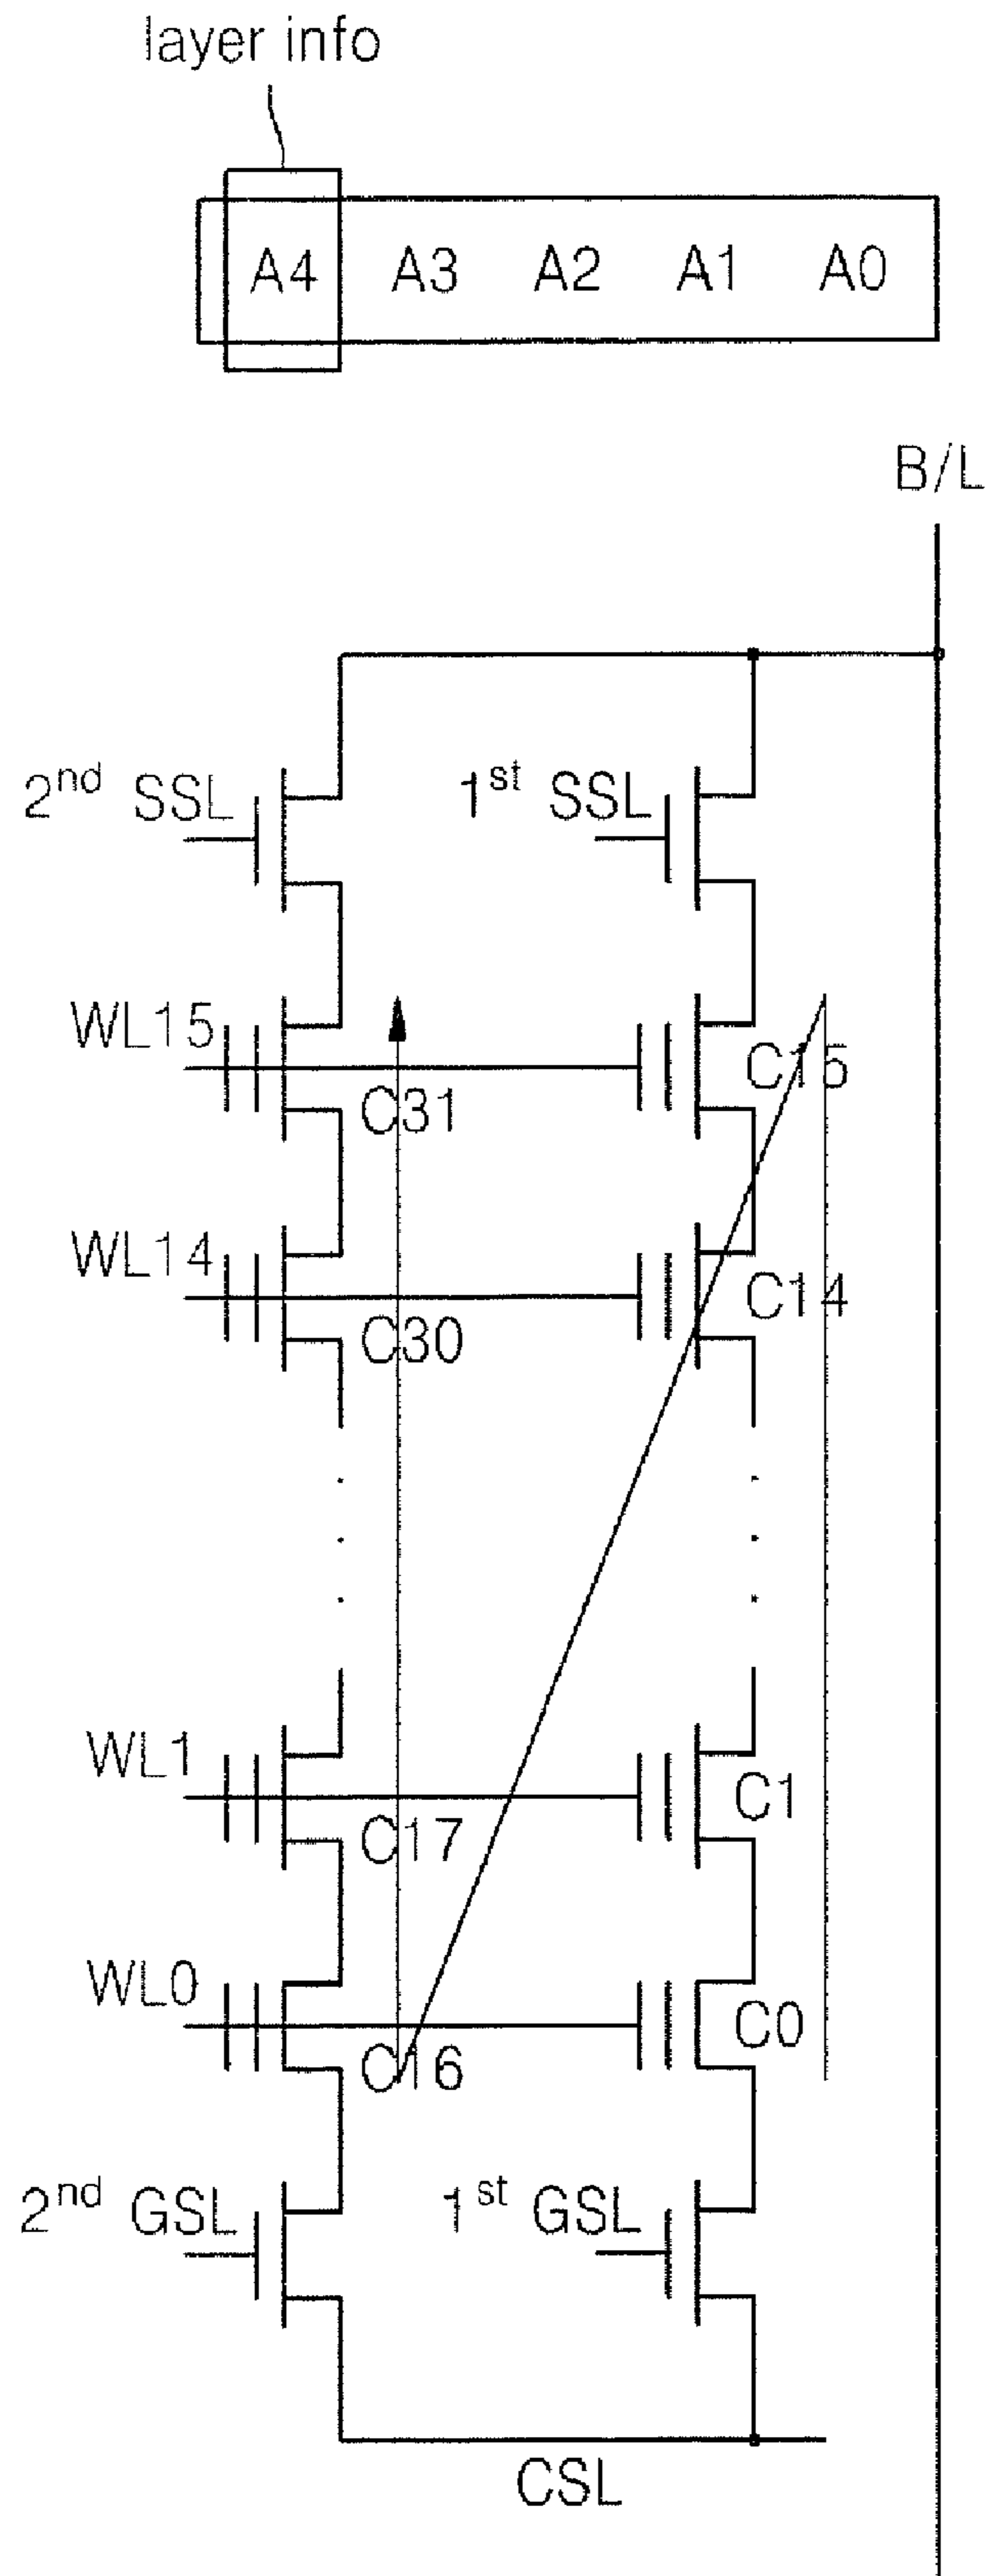 layer info
A4 A3 A2 A1 A0
B/L
2nd SSL 1st SSL
WL15
C15
C31
WL14
C14
C30
WL1
C1
C17
WL0
C0
C16
2nd GSL 1st GSL
CSL